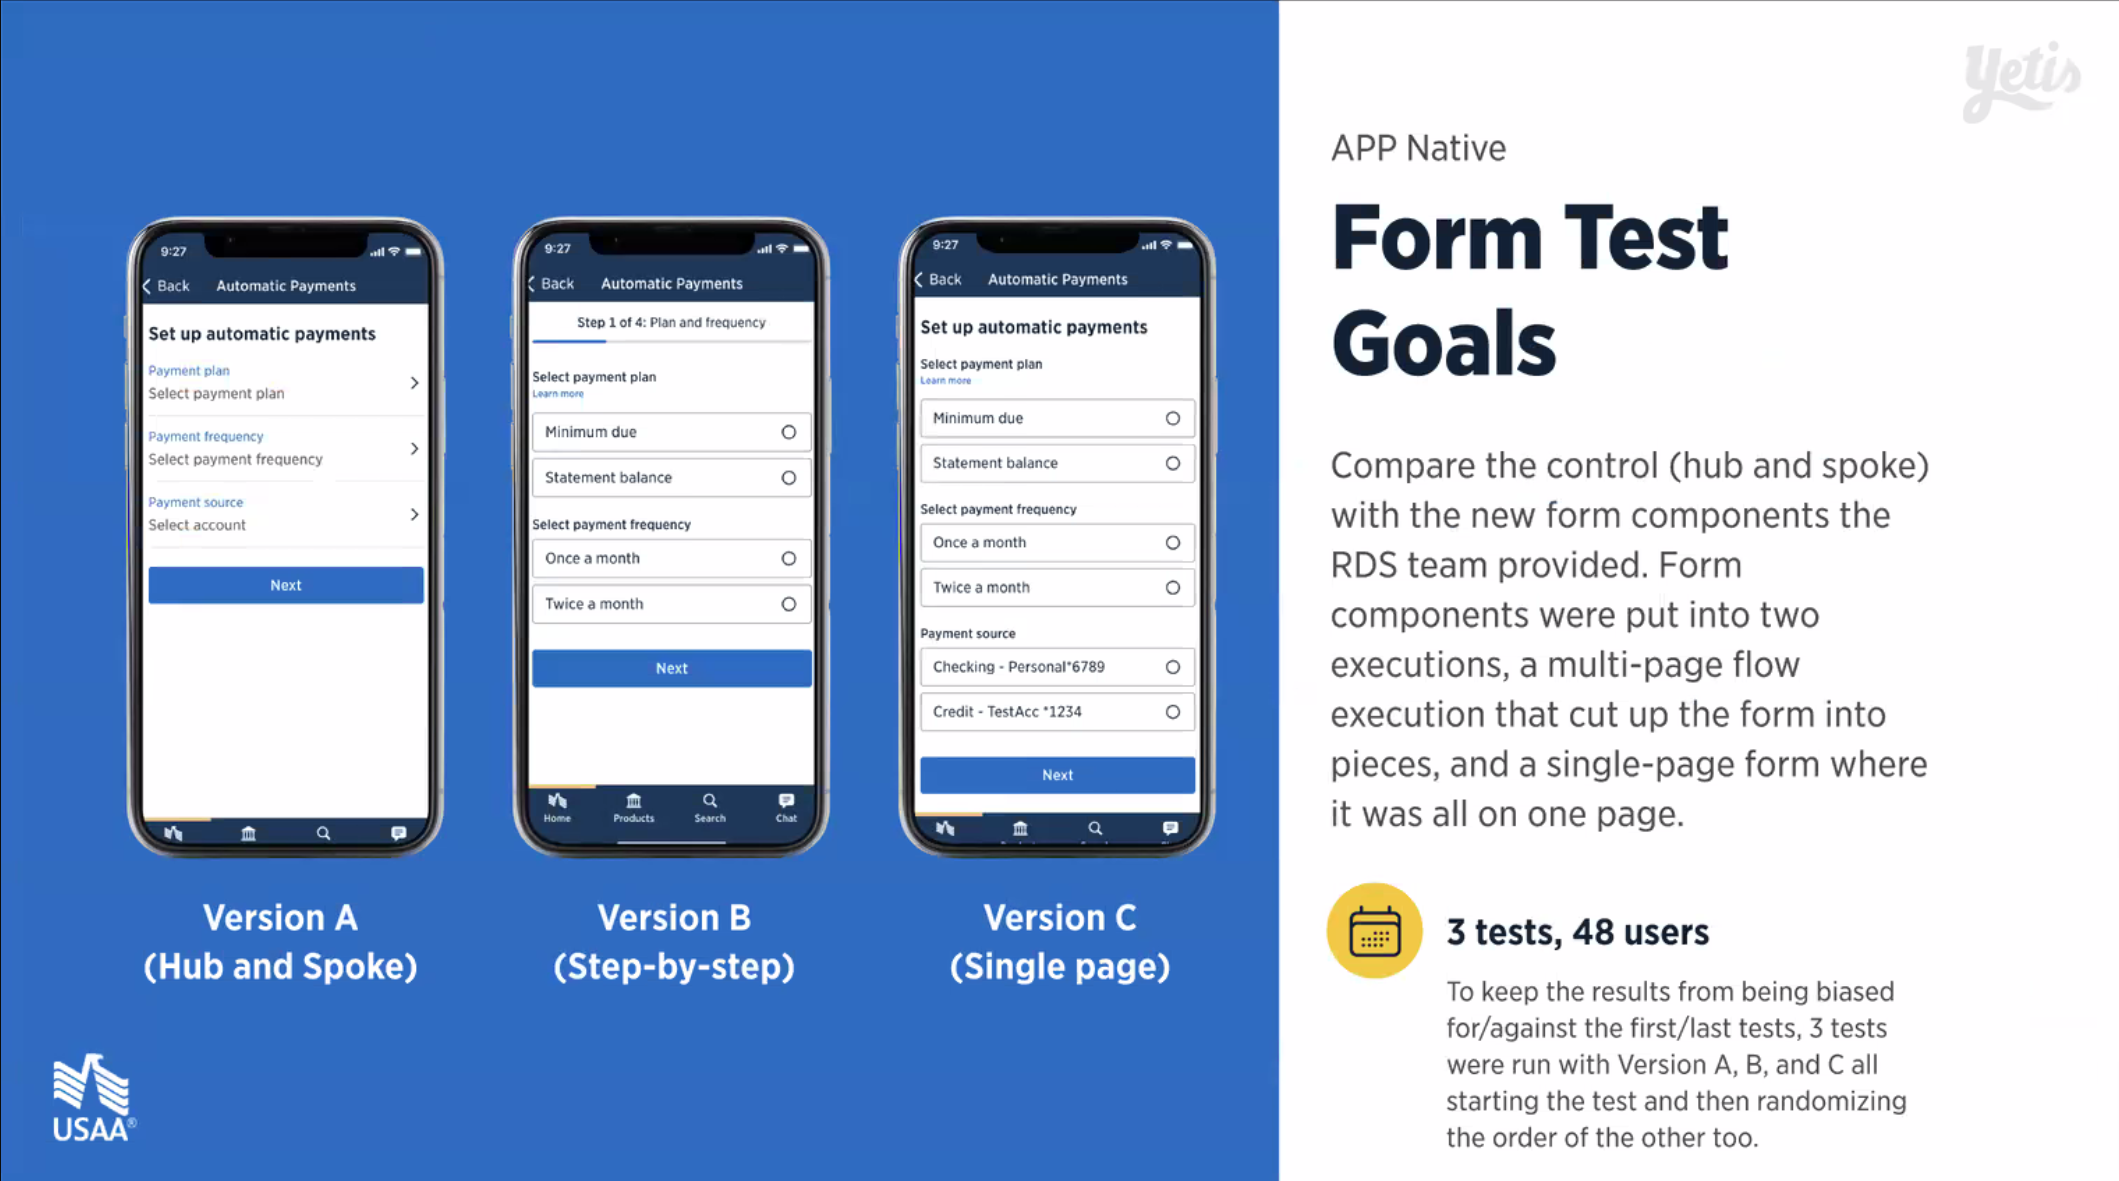 9:27
Back Automatic Payments
Set up automatic payments
Payment plan
Select payment plan
Payment frequency
Select payment frequency
Payment source
Select account
Next
Version A
(Hub and Spoke)
9:27
Back Automatic Payments
Step 1 of 4: Plan and frequency
Select payment plan
Learn more
Minimum due
Statement balance
Select payment frequency
Once a month
Twice a month
Next
Home Products Search Chat
Version B
(Step-by-step)
9:27
Back Automatic Payments
Set up automatic payments
Select payment plan
Learn more
Minimum due
Statement balance
Select payment frequency
Once a month
Twice a month
Payment source
Checking - Personal*6789
Credit - TestAcc *1234
Next
Version C
(Single page)
USAA®
Yetis
APP Native
Form Test
Goals
Compare the control (hub and spoke)
with the new form components the
RDS team provided. Form
components were put into two
executions, a multi-page flow
execution that cut up the form into
pieces, and a single-page form where
it was all on one page.
3 tests, 48 users
To keep the results from being biased
for/against the first/last tests, 3 tests
were run with Version A, B, and C all
starting the test and then randomizing
the order of the other too.